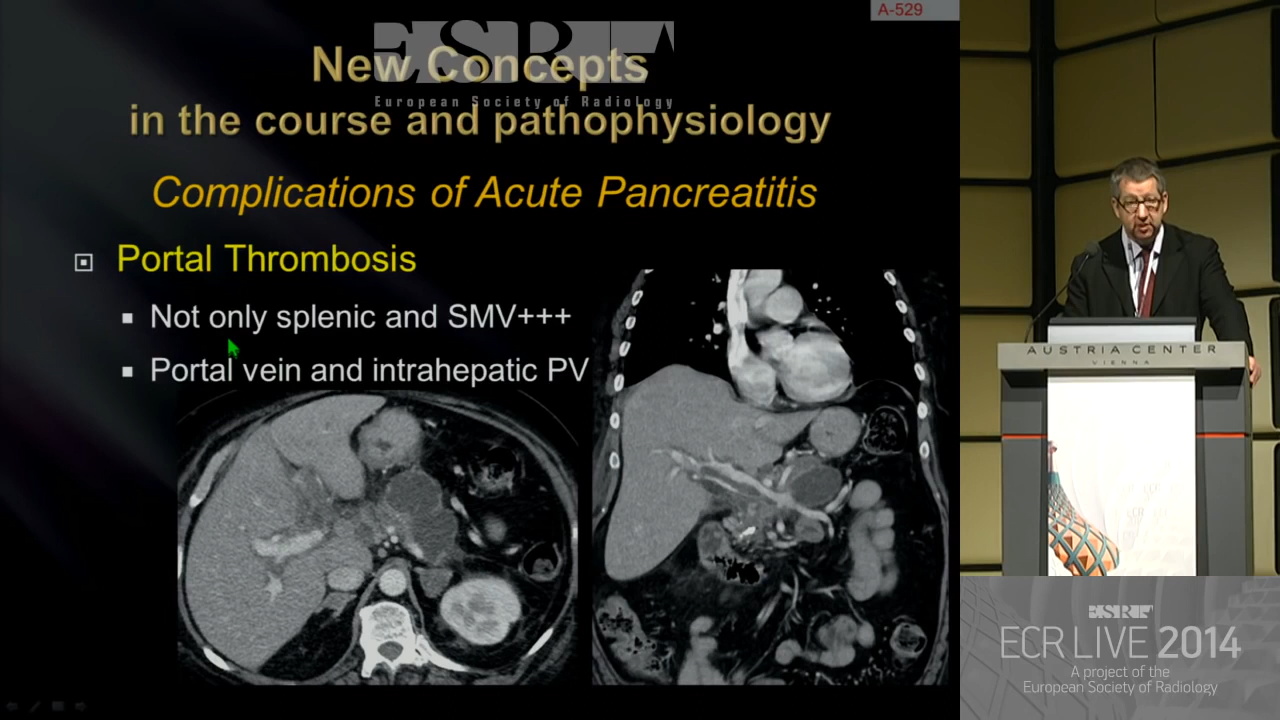 A-529
ESR
European Society of Radiology
New Concepts
in the course and pathophysiology
Complications of Acute Pancreatitis
Portal Thrombosis
Not only splenic and SMV+++
Portal vein and intrahepatic PV
AUSTRIA CENTER
VIENNA
ESR
ECR LIVE 2014
A project of the
European Society of Radiology